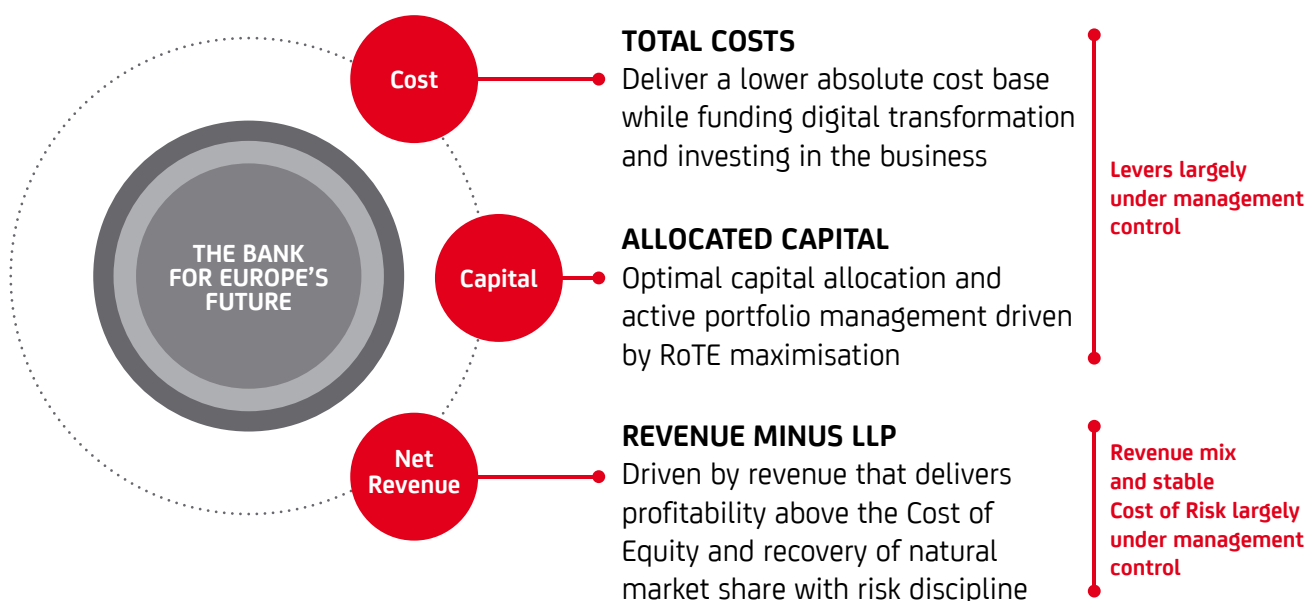 THE BANK
FOR EUROPE'S
FUTURE
Cost
TOTAL COSTS
Deliver a lower absolute cost base
while funding digital transformation
and investing in the business
Capital
ALLOCATED CAPITAL
Optimal capital allocation and
active portfolio management driven
by RoTE maximisation
Levers largely
under management
control
Net
Revenue
REVENUE MINUS LLP
Driven by revenue that delivers
profitability above the Cost of
Equity and recovery of natural
market share with risk discipline
Revenue mix
and stable
Cost of Risk largely
under management
control